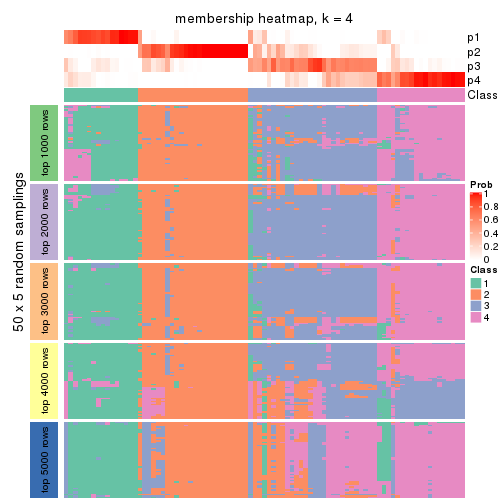 membership heatmap, k = 4
p1
p2
p3
p4
Class
50 x 5 random samplings
top 1000 rows
top 2000 rows
top 3000 rows
top 4000 rows
top 5000 rows
Prob
1
0.8
0.6
0.4
0.2
0
Class
1
2
3
4